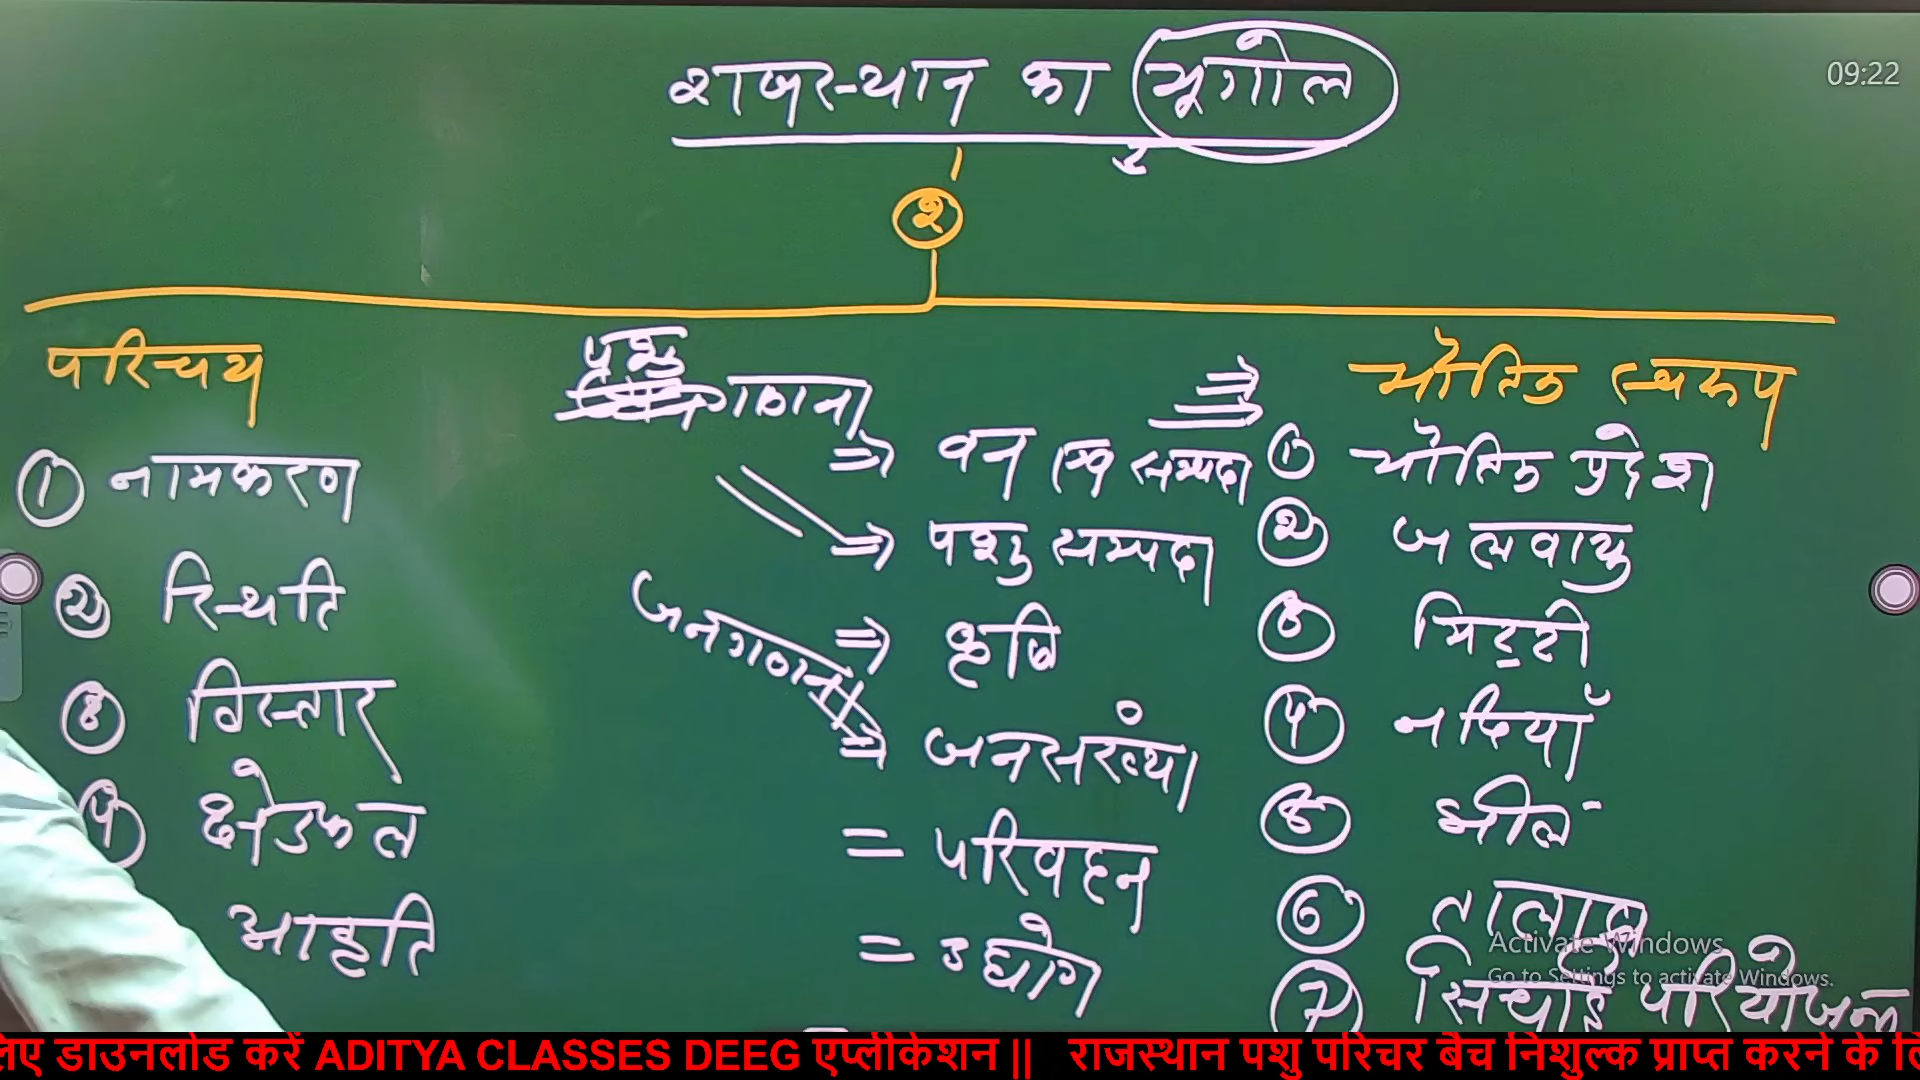 राजस्थान का भूगोल
09:22
२
परिचय
① नामकरण
② स्थिति
③ विस्तार
④ क्षेत्रफल
आकृति
पशु गणना
जनगणना
⇒ वन एवं सम्पदा
⇒ पशु सम्पदा
⇒ कृषि
⇒ जनसंख्या
= परिवहन
= उद्योग
⇒ भौतिक स्वरूप
① भौतिक प्रदेश
② जलवायु
③ मिट्टी
④ नदियाँ
⑤ झीलें
⑥ तालाब
⑦ सिंचाई परियोजना
Activate Windows
Go to Settings to activate Windows.
लिए डाउनलोड करें ADITYA CLASSES DEEG एप्लीकेशन || राजस्थान पशु परिचर बैच निशुल्क प्राप्त करने के लि